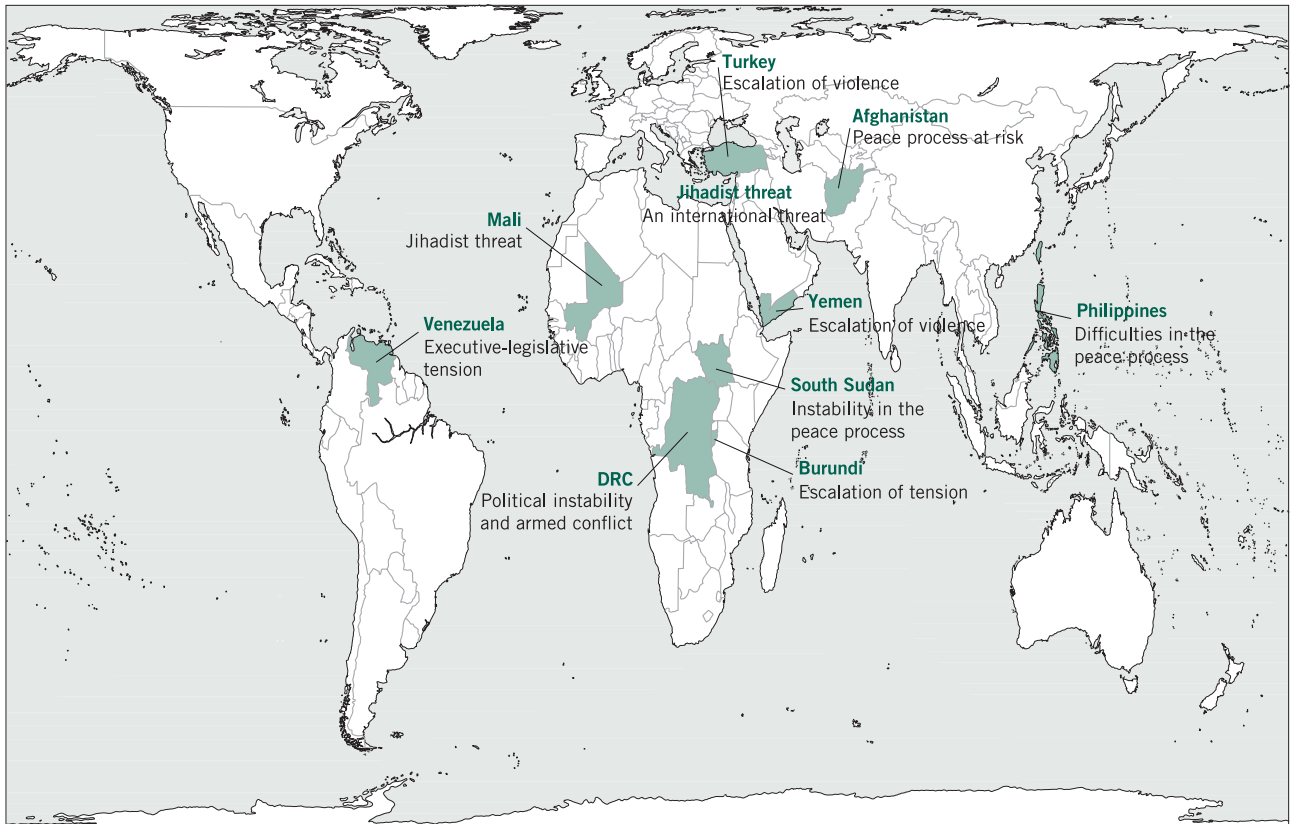 Turkey
Escalation of violence
Afghanistan
Peace process at risk
Jihadist threat
An international threat
Mali
Jihadist threat
Yemen
Escalation of violence
Philippines
Difficulties in the
peace process
Venezuela
Executive-legislative
tension
South Sudan
Instability in the
peace process
Burundi
Escalation of tension
DRC
Political instability
and armed conflict